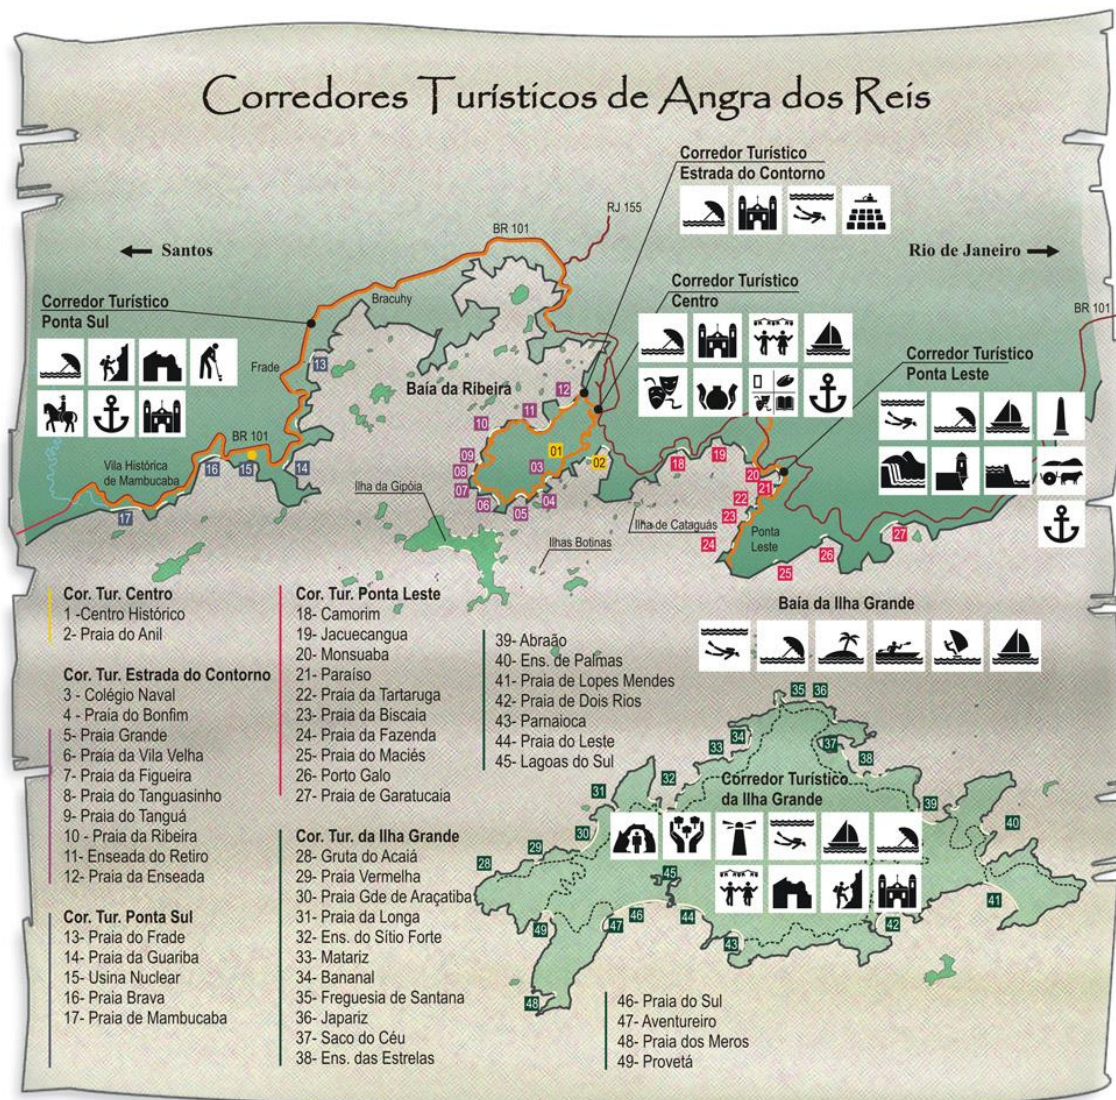 Corredores Turísticos de Angra dos Reis
Corredor Turístico
Estrada do Contorno
RJ 155
BR 101
Santos
Rio de Janeiro
Corredor Turístico
Ponta Sul
Bracuhy
Corredor Turístico
Centro
BR 101
Frade
13
Baía da Ribeira
12
11
10
Corredor Turístico
Ponta Leste
BR 101
Vila Histórica
de Mambucaba
16
15
14
17
09
08
07
06
05
04
03
01
02
18
19
20
21
22
23
24
25
26
27
Ilha da Gipóia
Ilhas Botinas
Ilha de Cataguás
Ponta
Leste
Cor. Tur. Centro
1 -Centro Histórico
2- Praia do Anil
Cor. Tur. Estrada do Contorno
3 - Colégio Naval
4 - Praia do Bonfim
5- Praia Grande
6- Praia da Vila Velha
7- Praia da Figueira
8- Praia do Tanguasinho
9- Praia do Tanguá
10 - Praia da Ribeira
11- Enseada do Retiro
12- Praia da Enseada
Cor. Tur. Ponta Sul
13- Praia do Frade
14- Praia da Guariba
15- Usina Nuclear
16- Praia Brava
17- Praia de Mambucaba
Cor. Tur. Ponta Leste
18- Camorim
19- Jacuecangua
20- Monsuaba
21- Paraíso
22- Praia da Tartaruga
23- Praia da Biscaia
24- Praia da Fazenda
25- Praia do Maciés
26- Porto Galo
27- Praia de Garatucaia
Cor. Tur. da Ilha Grande
28- Gruta do Acaiá
29- Praia Vermelha
30- Praia Gde de Araçatiba
31- Praia da Longa
32- Ens. do Sítio Forte
33- Matariz
34- Bananal
35- Freguesia de Santana
36- Japariz
37- Saco do Céu
38- Ens. das Estrelas
39- Abraão
40- Ens. de Palmas
41- Praia de Lopes Mendes
42- Praia de Dois Rios
43- Parnaioca
44- Praia do Leste
45- Lagoas do Sul
46- Praia do Sul
47- Aventureiro
48- Praia dos Meros
49- Provetá
Baía da Ilha Grande
Corredor Turístico
da Ilha Grande
35
36
34
33
37
38
32
31
30
29
28
39
40
41
42
43
44
45
46
47
49
48